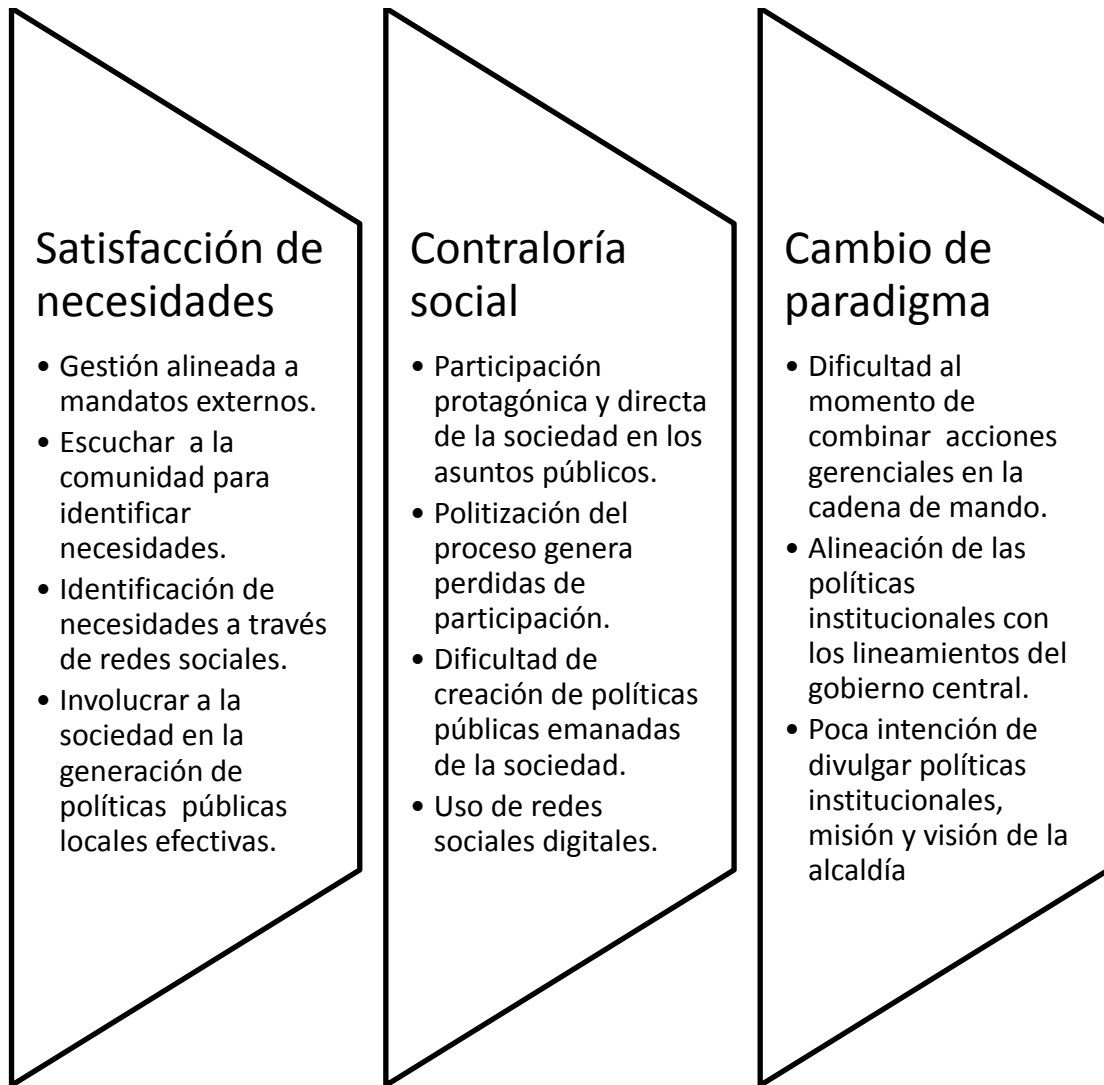 Satisfacción de
necesidades
• Gestión alineada a
mandatos externos.
• Escuchar  a la
comunidad para
identificar
necesidades.
• Identificación de
necesidades a través
de redes sociales.
• Involucrar a la
sociedad en la
generación de
políticas  públicas
locales efectivas.
Contraloría
social
• Participación
protagónica y directa
de la sociedad en los
asuntos públicos.
• Politización del
proceso genera
perdidas de
participación.
• Dificultad de
creación de políticas
públicas emanadas
de la sociedad.
• Uso de redes
sociales digitales.
Cambio de
paradigma
• Dificultad al
momento de
combinar  acciones
gerenciales en la
cadena de mando.
• Alineación de las
políticas
institucionales con
los lineamientos del
gobierno central.
• Poca intención de
divulgar políticas
institucionales,
misión y visión de la
alcaldía